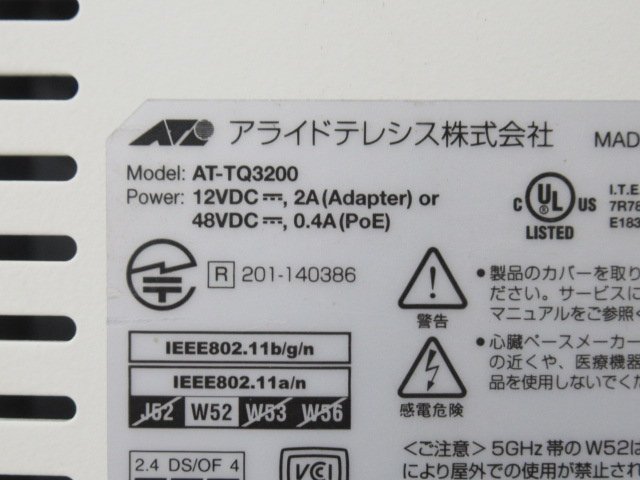 アライドテレシス株式会社
MAD
Model: AT-TQ3200
Power: 12VDC ⎓, 2A(Adapter) or
48VDC ⎓, 0.4A(PoE)
C UL US
LISTED
I.T.E
7R78
E183
R 201-140386
警告
•製品のカバーを取り
ださい。サービスに
マニュアルをご参照く
IEEE802.11b/g/n
IEEE802.11a/n
J52 W52 W53 W56
感電危険
•心臓ペースメーカー
の近くや、医療機器
品を使用しないでくた
2.4 DS/OF 4
VCCI
<ご注意> 5GHz 帯の W52は
により屋外での使用が禁止され